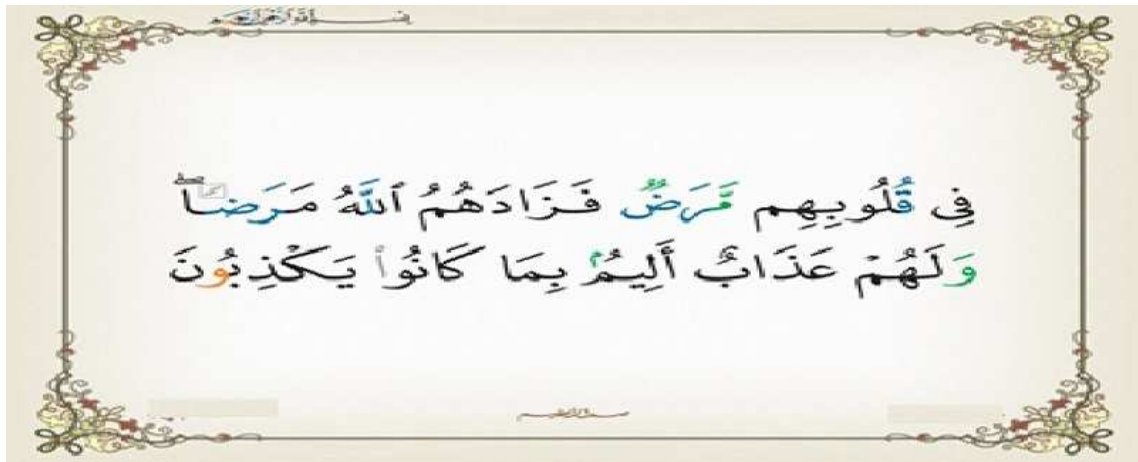 فِى قُلُوبِهِم مَّرَضٌ فَزَادَهُمُ ٱللَّهُ مَرَضًاۖ
وَلَهُمْ عَذَابٌ أَلِيمُۢ بِمَا كَانُوا۟ يَكْذِبُونَ